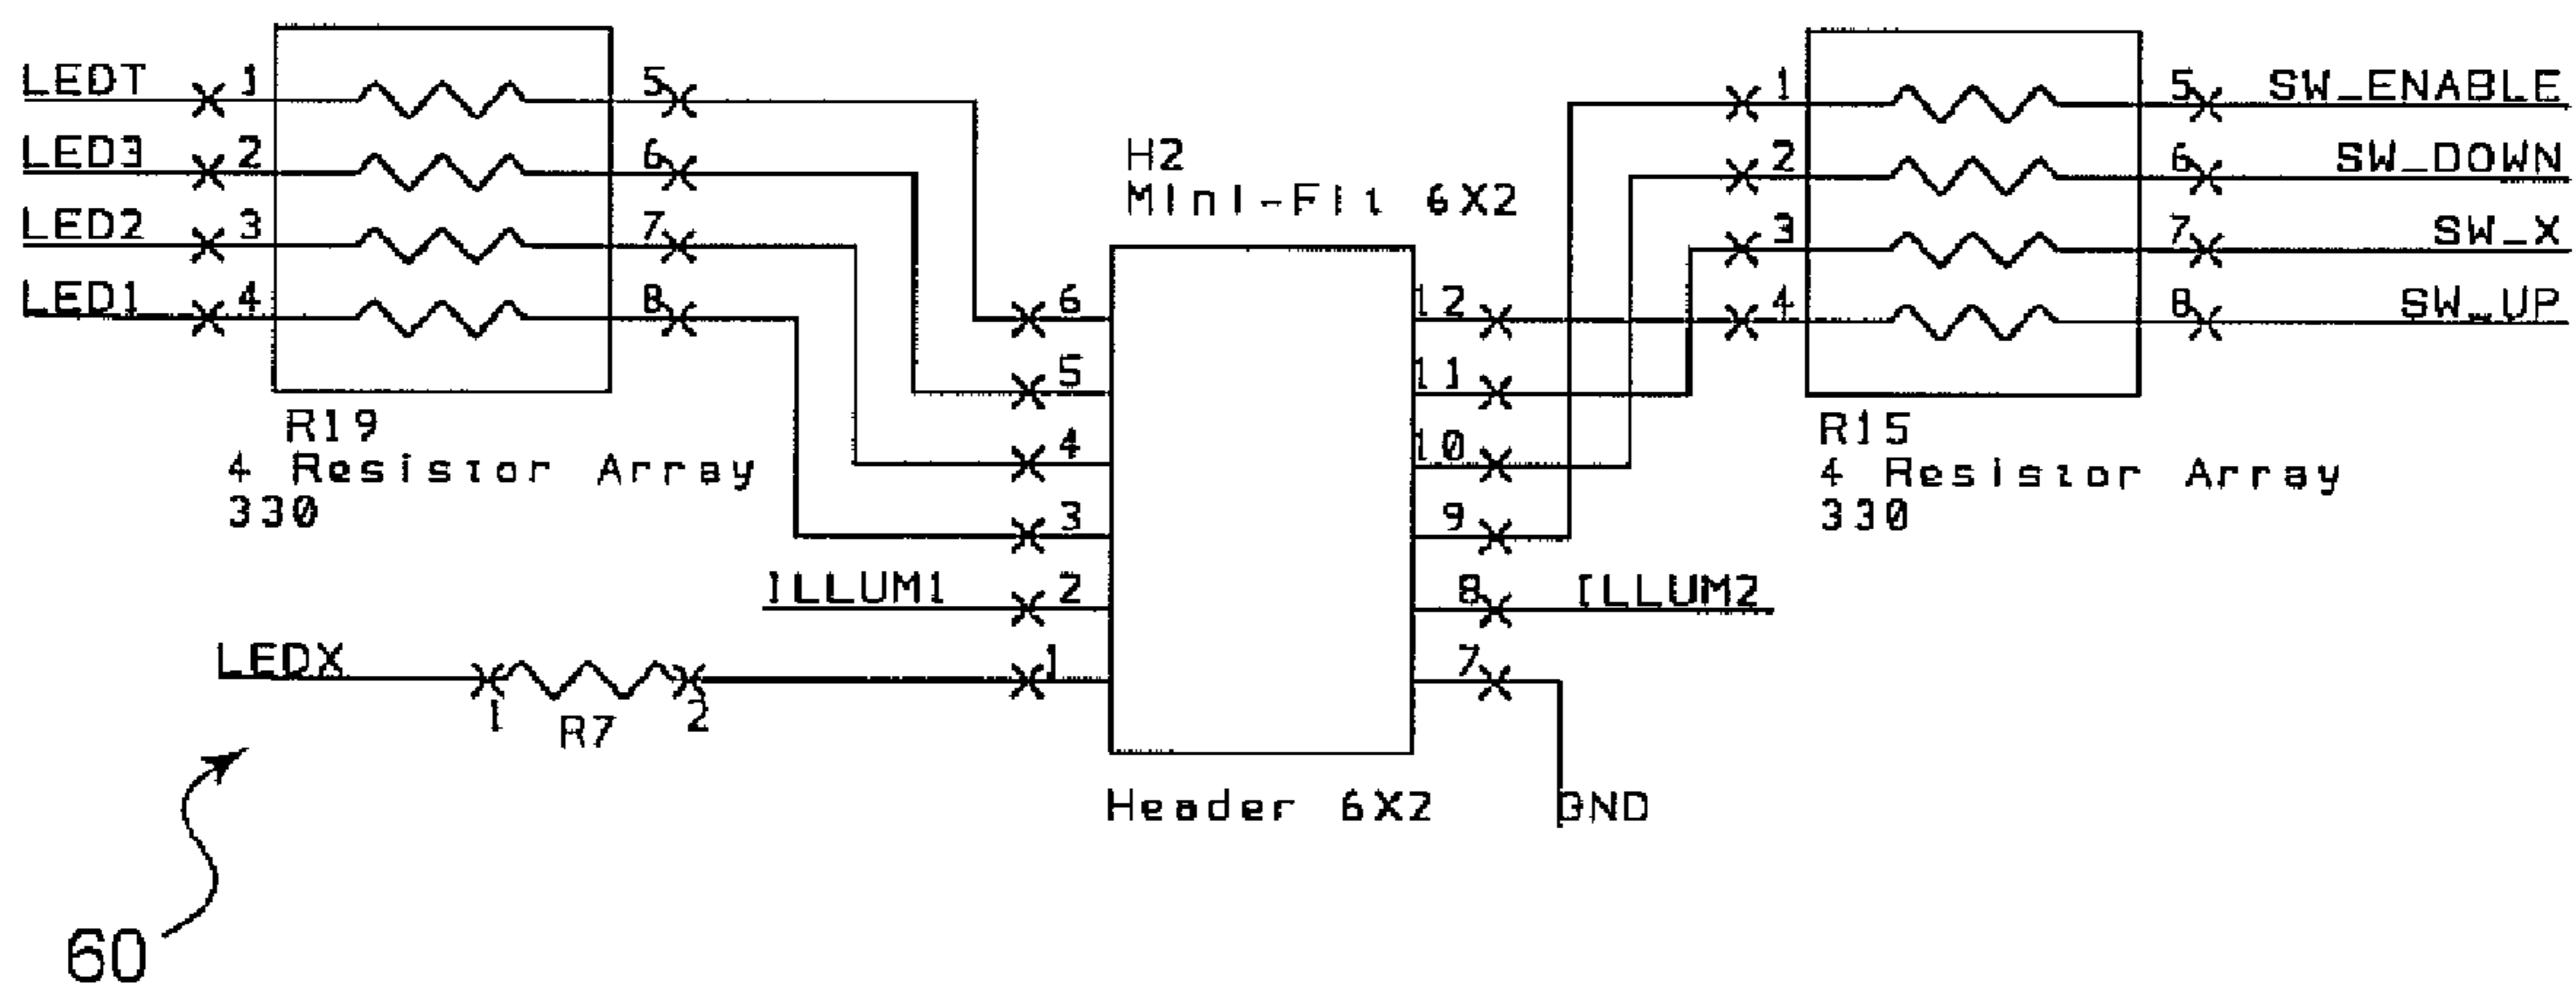 LEDT 1 5
LED3 2 6
LED2 3 7
LED1 4 8
R19
4 Resistor Array
330
H2
Mini-Fit 6X2
6 12
5 11
4 10
3 9
ILLUM1 2 8 ILLUM2
LEDX 1 7
1 R7 2
Header 6X2
GND
1 5 SW_ENABLE
2 6 SW_DOWN
3 7 SW_X
4 8 SW_UP
R15
4 Resistor Array
330
60